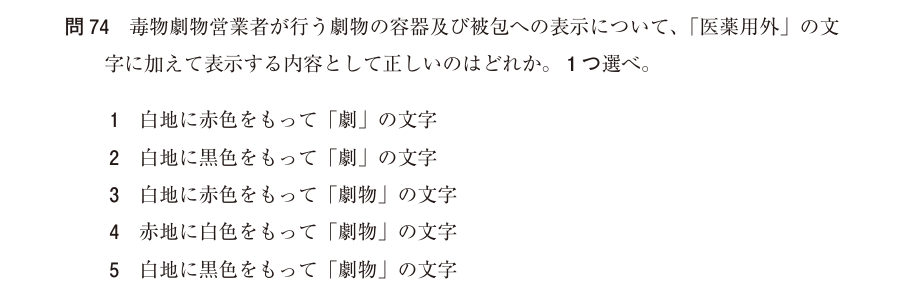 問74 毒物劇物営業者が行う劇物の容器及び被包への表示について、「医薬用外」の文
字に加えて表示する内容として正しいのはどれか。1つ選べ。
1 白地に赤色をもって「劇」の文字
2 白地に黒色をもって「劇」の文字
3 白地に赤色をもって「劇物」の文字
4 赤地に白色をもって「劇物」の文字
5 白地に黒色をもって「劇物」の文字